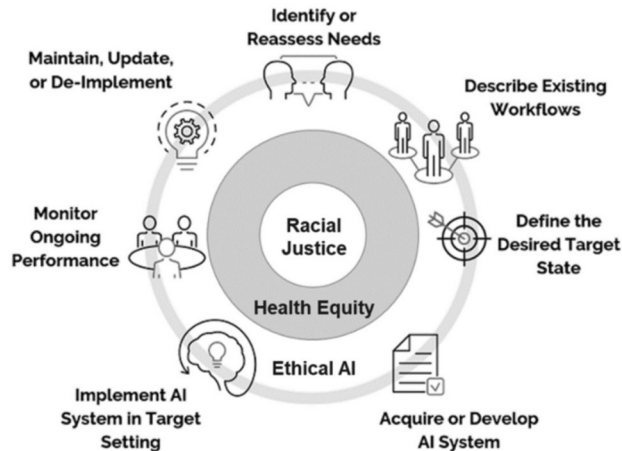 Identify or
Reassess Needs
Describe Existing
Workflows
Define the
Desired Target
State
Acquire or Develop
AI System
Implement AI
System in Target
Setting
Monitor
Ongoing
Performance
Maintain, Update,
or De-Implement
Racial
Justice
Health Equity
Ethical AI